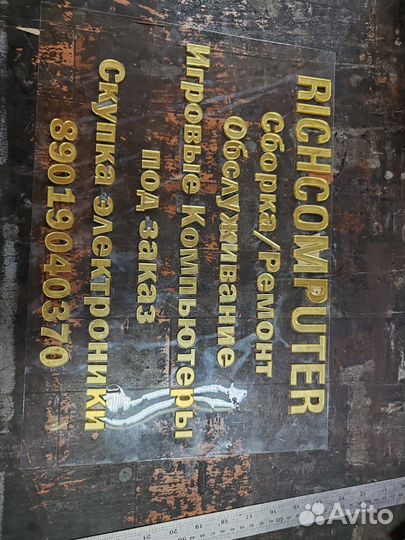 RICHCOMPUTER
Сборка/Ремонт
Обслуживание
Игровые Компьютеры
под заказ
Скупка электроники
89019040370
Avito